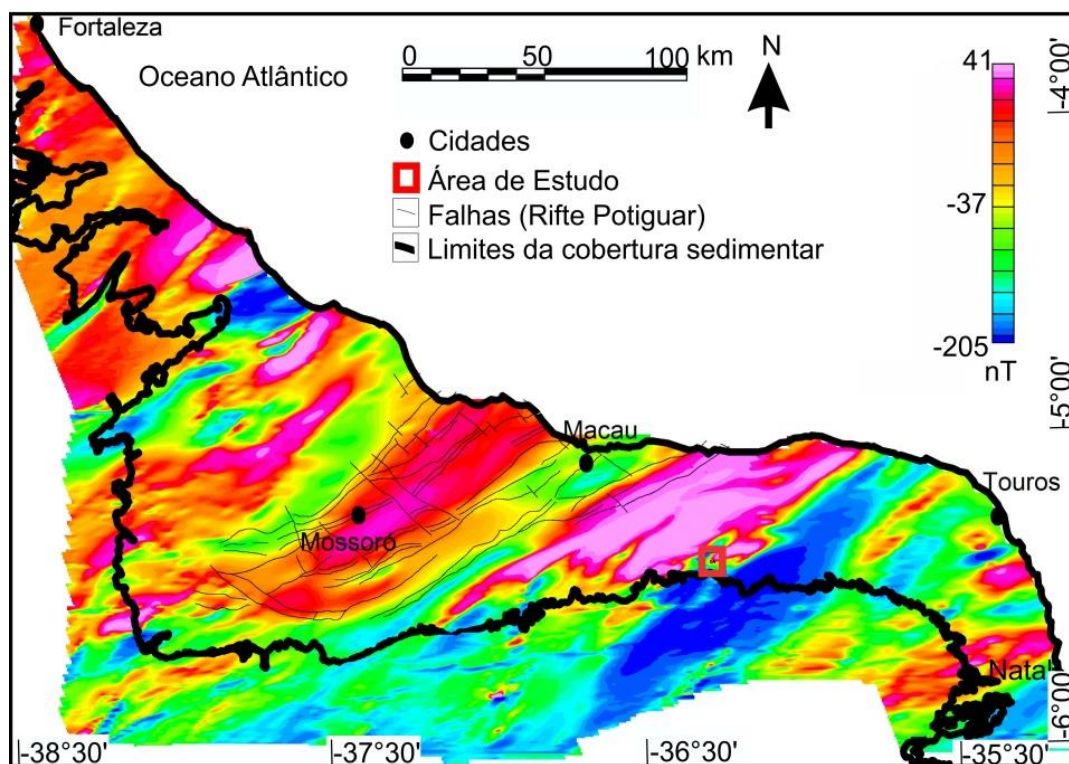 Fortaleza
0 50 100 km
N
Oceano Atlântico
41
-4°00'
Cidades
Área de Estudo
Falhas (Rifte Potiguar)
Limites da cobertura sedimentar
-37
-205
nT
-5°00'
Macau
Touros
Mossoró
Natal
-6°00'
-38°30' -37°30' -36°30' -35°30'